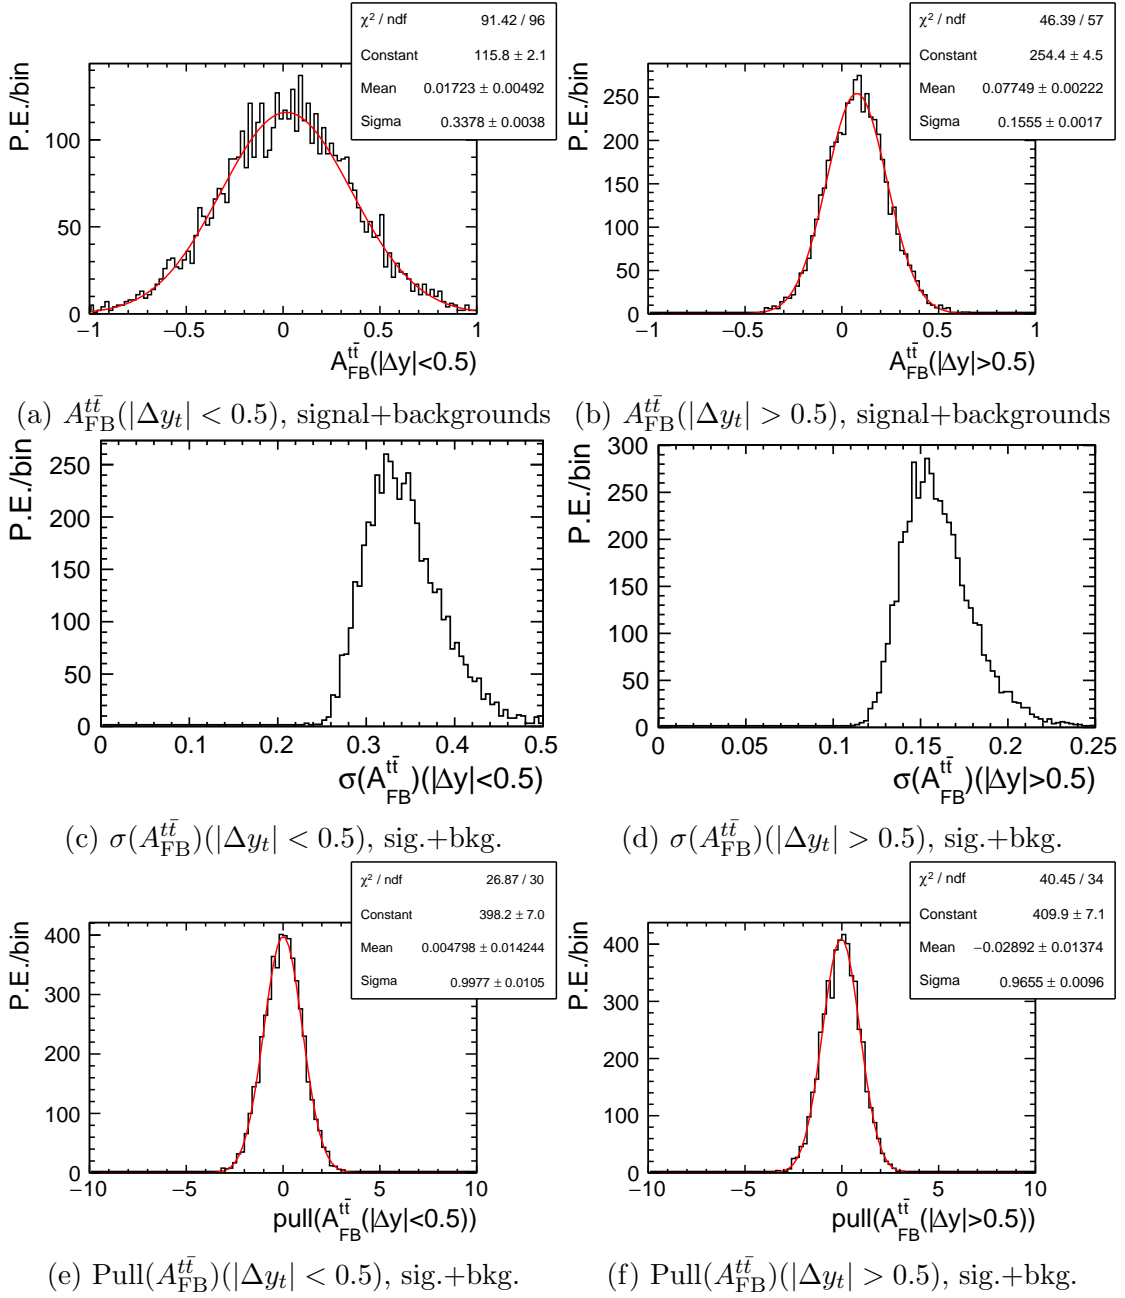 χ² / ndf 91.42 / 96
Constant 115.8 ± 2.1
Mean 0.01723 ± 0.00492
Sigma 0.3378 ± 0.0038
P.E./bin
100
50
0
−1 −0.5 0 0.5 1
A_FB^{tt̄}(|Δy|<0.5)
(a) A_FB^{tt̄}(|Δy_t| < 0.5), signal+backgrounds
χ² / ndf 46.39 / 57
Constant 254.4 ± 4.5
Mean 0.07749 ± 0.00222
Sigma 0.1555 ± 0.0017
P.E./bin
250
200
150
100
50
0
−1 −0.5 0 0.5 1
A_FB^{tt̄}(|Δy|>0.5)
(b) A_FB^{tt̄}(|Δy_t| > 0.5), signal+backgrounds
P.E./bin
250
200
150
100
50
0
0 0.1 0.2 0.3 0.4 0.5
σ(A_FB^{tt̄})(|Δy|<0.5)
(c) σ(A_FB^{tt̄})(|Δy_t| < 0.5), sig.+bkg.
P.E./bin
300
250
200
150
100
50
0
0 0.05 0.1 0.15 0.2 0.25
σ(A_FB^{tt̄})(|Δy|>0.5)
(d) σ(A_FB^{tt̄})(|Δy_t| > 0.5), sig.+bkg.
χ² / ndf 26.87 / 30
Constant 398.2 ± 7.0
Mean 0.004798 ± 0.014244
Sigma 0.9977 ± 0.0105
P.E./bin
400
300
200
100
0
−10 −5 0 5 10
pull(A_FB^{tt̄}(|Δy|<0.5))
(e) Pull(A_FB^{tt̄})(|Δy_t| < 0.5), sig.+bkg.
χ² / ndf 40.45 / 34
Constant 409.9 ± 7.1
Mean −0.02892 ± 0.01374
Sigma 0.9655 ± 0.0096
P.E./bin
400
300
200
100
0
−10 −5 0 5 10
pull(A_FB^{tt̄}(|Δy|>0.5))
(f) Pull(A_FB^{tt̄})(|Δy_t| > 0.5), sig.+bkg.